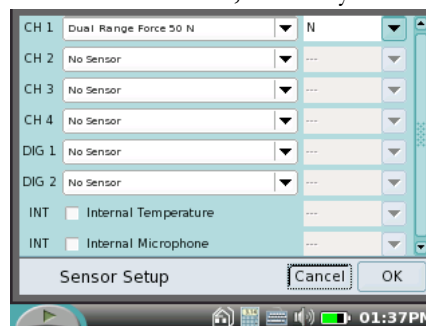 CH 1 Dual Range Force 50 N N
CH 2 No Sensor ---
CH 3 No Sensor ---
CH 4 No Sensor ---
DIG 1 No Sensor ---
DIG 2 No Sensor ---
INT Internal Temperature ---
INT Internal Microphone ---
Sensor Setup Cancel OK
01:37PM